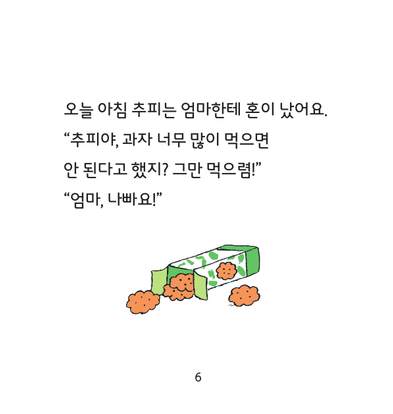 오늘 아침 추피는 엄마한테 혼이 났어요.
“추피야, 과자 너무 많이 먹으면
안 된다고 했지? 그만 먹으렴!”
“엄마, 나빠요!”
6